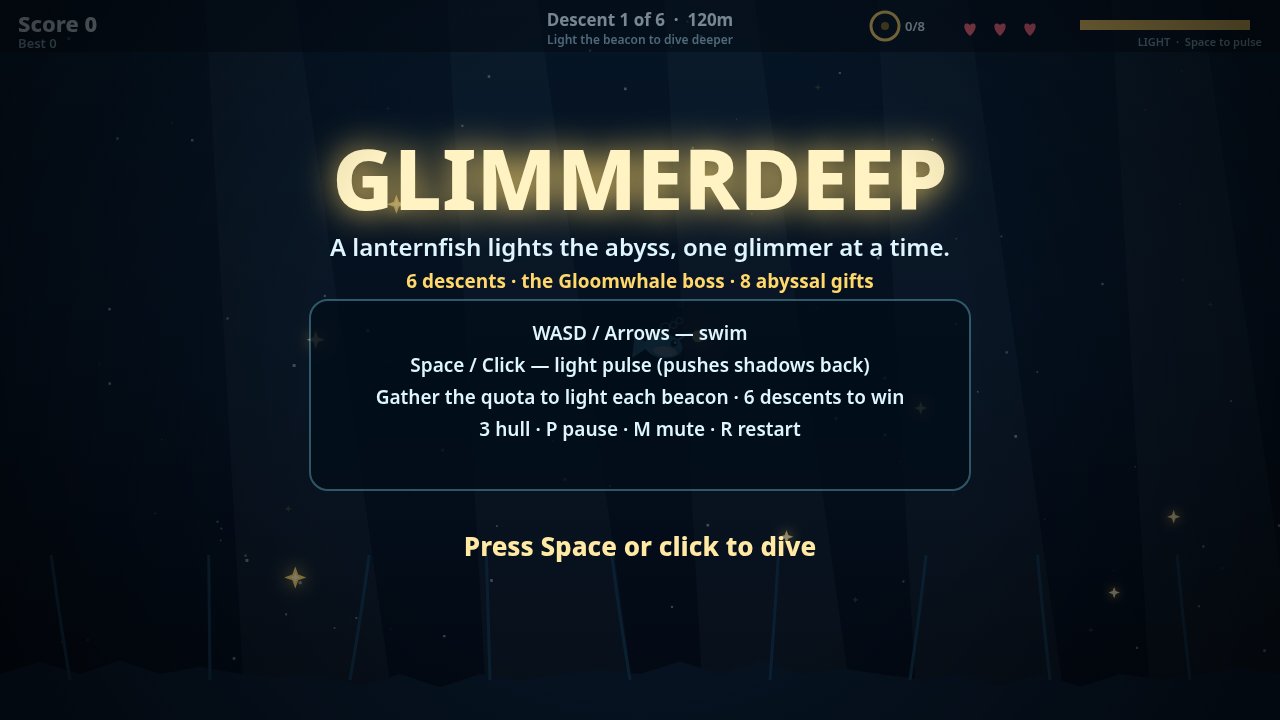 Score 0
Best 0
Descent 1 of 6 · 120m
Light the beacon to dive deeper
0/8
LIGHT · Space to pulse
GLIMMERDEEP
A lanternfish lights the abyss, one glimmer at a time.
6 descents · the Gloomwhale boss · 8 abyssal gifts
WASD / Arrows — swim
Space / Click — light pulse (pushes shadows back)
Gather the quota to light each beacon · 6 descents to win
3 hull · P pause · M mute · R restart
Press Space or click to dive